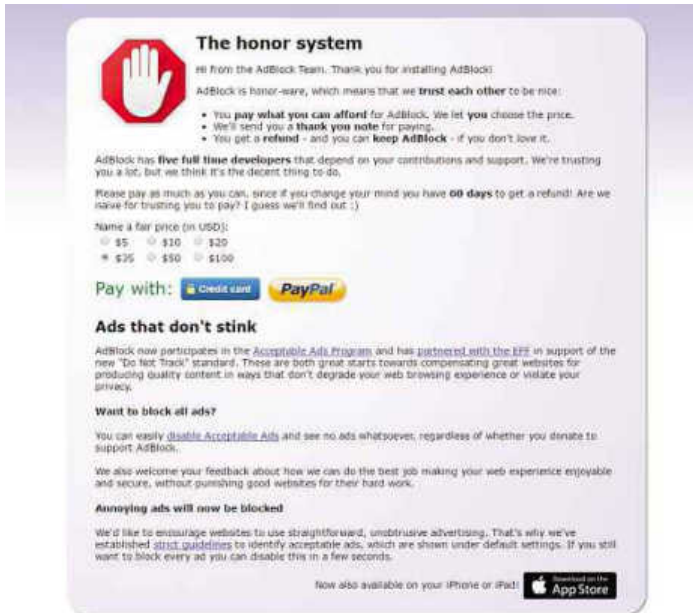 The honor system
Hi from the AdBlock Team. Thank you for installing AdBlock!
AdBlock is honor-ware, which means that we trust each other to be nice:
• You pay what you can afford for AdBlock. We let you choose the price.
• We'll send you a thank you note for paying.
• You get a refund - and you can keep AdBlock - if you don't love it.
AdBlock has five full time developers that depend on your contributions and support. We're trusting
you a lot, but we think it's the decent thing to do.
Please pay as much as you can, since if you change your mind you have 60 days to get a refund! Are we
naive for trusting you to pay? I guess we'll find out :)
Name a fair price (in USD):
$5 $10 $20
$35 $50 $100
Pay with: Credit card PayPal
Ads that don't stink
AdBlock now participates in the Acceptable Ads Program and has partnered with the EFF in support of the
new "Do Not Track" standard. These are both great starts towards compensating great websites for
producing quality content in ways that don't degrade your web browsing experience or violate your
privacy.
Want to block all ads?
You can easily disable Acceptable Ads and see no ads whatsoever, regardless of whether you donate to
support AdBlock.
We also welcome your feedback about how we can do the best job making your web experience enjoyable
and secure, without punishing good websites for their hard work.
Annoying ads will now be blocked
We'd like to encourage websites to use straightforward, unobtrusive advertising. That's why we've
established strict guidelines to identify acceptable ads, which are shown under default settings. If you still
want to block every ad you can disable this in a few seconds.
Now also available on your iPhone or iPad!
Download on the
App Store